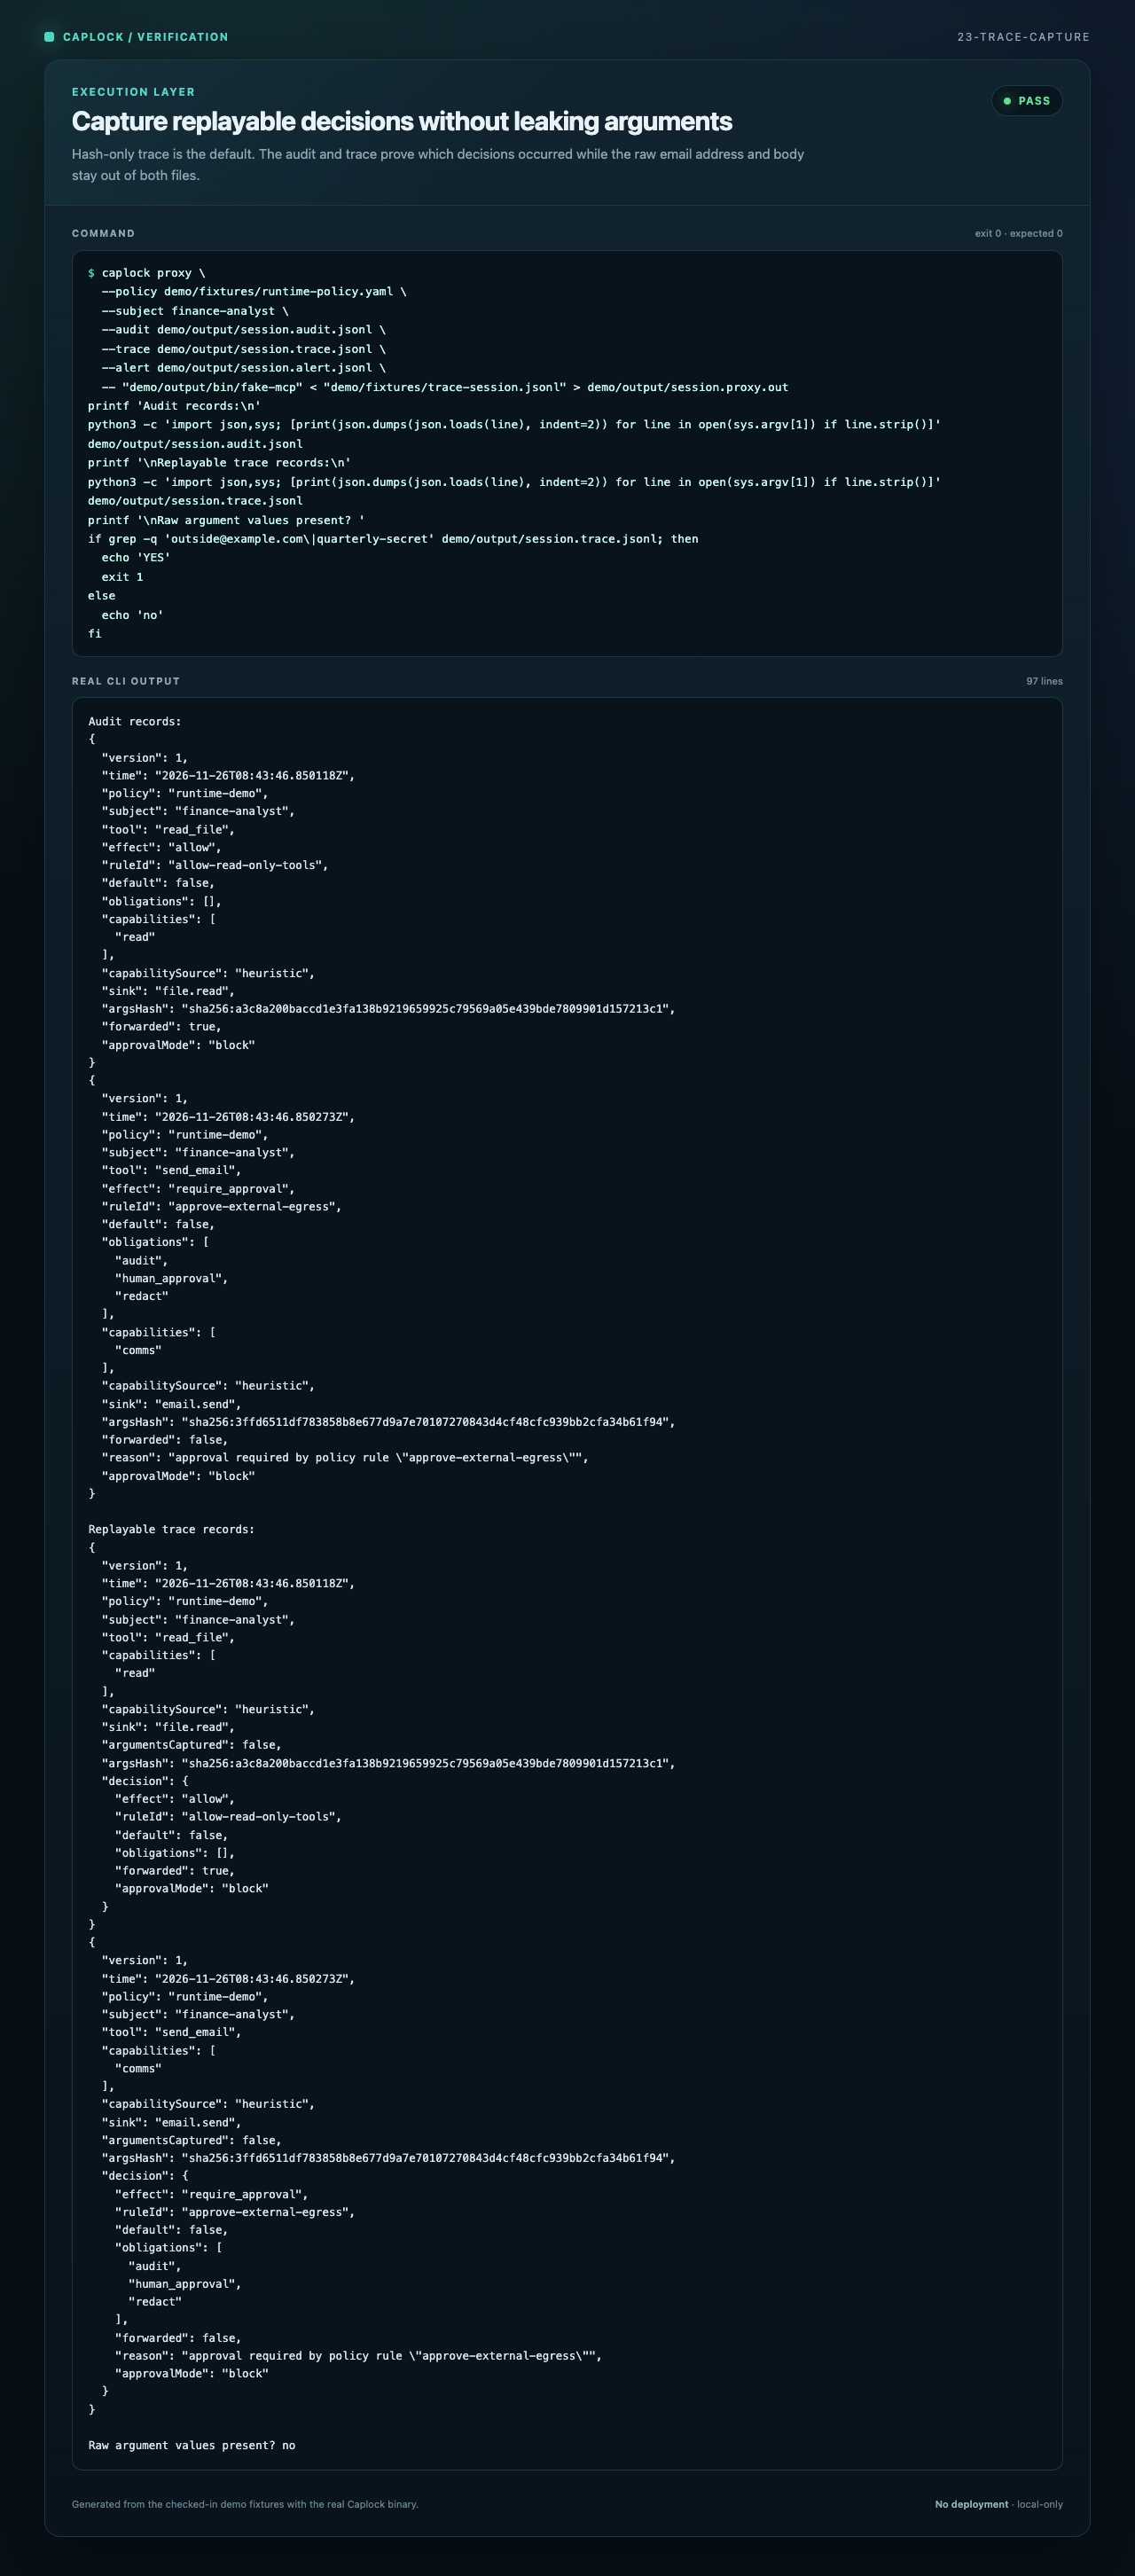 CAPLOCK / VERIFICATION
23-TRACE-CAPTURE
EXECUTION LAYER
PASS
Capture replayable decisions without leaking arguments
Hash-only trace is the default. The audit and trace prove which decisions occurred while the raw email address and body
stay out of both files.
COMMAND
exit 0 · expected 0
$ caplock proxy \
  --policy demo/fixtures/runtime-policy.yaml \
  --subject finance-analyst \
  --audit demo/output/session.audit.jsonl \
  --trace demo/output/session.trace.jsonl \
  --alert demo/output/session.alert.jsonl \
  -- "demo/output/bin/fake-mcp" < "demo/fixtures/trace-session.jsonl" > demo/output/session.proxy.out
printf 'Audit records:\n'
python3 -c 'import json,sys; [print(json.dumps(json.loads(line), indent=2)) for line in open(sys.argv[1]) if line.strip()]'
demo/output/session.audit.jsonl
printf '\nReplayable trace records:\n'
python3 -c 'import json,sys; [print(json.dumps(json.loads(line), indent=2)) for line in open(sys.argv[1]) if line.strip()]'
demo/output/session.trace.jsonl
printf '\nRaw argument values present? '
if grep -q 'outside@example.com\|quarterly-secret' demo/output/session.trace.jsonl; then
  echo 'YES'
  exit 1
else
  echo 'no'
fi
REAL CLI OUTPUT
97 lines
Audit records:
{
  "version": 1,
  "time": "2026-11-26T08:43:46.850118Z",
  "policy": "runtime-demo",
  "subject": "finance-analyst",
  "tool": "read_file",
  "effect": "allow",
  "ruleId": "allow-read-only-tools",
  "default": false,
  "obligations": [],
  "capabilities": [
    "read"
  ],
  "capabilitySource": "heuristic",
  "sink": "file.read",
  "argsHash": "sha256:a3c8a200baccd1e3fa138b9219659925c79569a05e439bde7809901d157213c1",
  "forwarded": true,
  "approvalMode": "block"
}
{
  "version": 1,
  "time": "2026-11-26T08:43:46.850273Z",
  "policy": "runtime-demo",
  "subject": "finance-analyst",
  "tool": "send_email",
  "effect": "require_approval",
  "ruleId": "approve-external-egress",
  "default": false,
  "obligations": [
    "audit",
    "human_approval",
    "redact"
  ],
  "capabilities": [
    "comms"
  ],
  "capabilitySource": "heuristic",
  "sink": "email.send",
  "argsHash": "sha256:3ffd6511df783858b8e677d9a7e70107270843d4cf48cfc939bb2cfa34b61f94",
  "forwarded": false,
  "reason": "approval required by policy rule \"approve-external-egress\"",
  "approvalMode": "block"
}
Replayable trace records:
{
  "version": 1,
  "time": "2026-11-26T08:43:46.850118Z",
  "policy": "runtime-demo",
  "subject": "finance-analyst",
  "tool": "read_file",
  "capabilities": [
    "read"
  ],
  "capabilitySource": "heuristic",
  "sink": "file.read",
  "argumentsCaptured": false,
  "argsHash": "sha256:a3c8a200baccd1e3fa138b9219659925c79569a05e439bde7809901d157213c1",
  "decision": {
    "effect": "allow",
    "ruleId": "allow-read-only-tools",
    "default": false,
    "obligations": [],
    "forwarded": true,
    "approvalMode": "block"
  }
}
{
  "version": 1,
  "time": "2026-11-26T08:43:46.850273Z",
  "policy": "runtime-demo",
  "subject": "finance-analyst",
  "tool": "send_email",
  "capabilities": [
    "comms"
  ],
  "capabilitySource": "heuristic",
  "sink": "email.send",
  "argumentsCaptured": false,
  "argsHash": "sha256:3ffd6511df783858b8e677d9a7e70107270843d4cf48cfc939bb2cfa34b61f94",
  "decision": {
    "effect": "require_approval",
    "ruleId": "approve-external-egress",
    "default": false,
    "obligations": [
      "audit",
      "human_approval",
      "redact"
    ],
    "forwarded": false,
    "reason": "approval required by policy rule \"approve-external-egress\"",
    "approvalMode": "block"
  }
}
Raw argument values present? no
Generated from the checked-in demo fixtures with the real Caplock binary.
No deployment · local-only